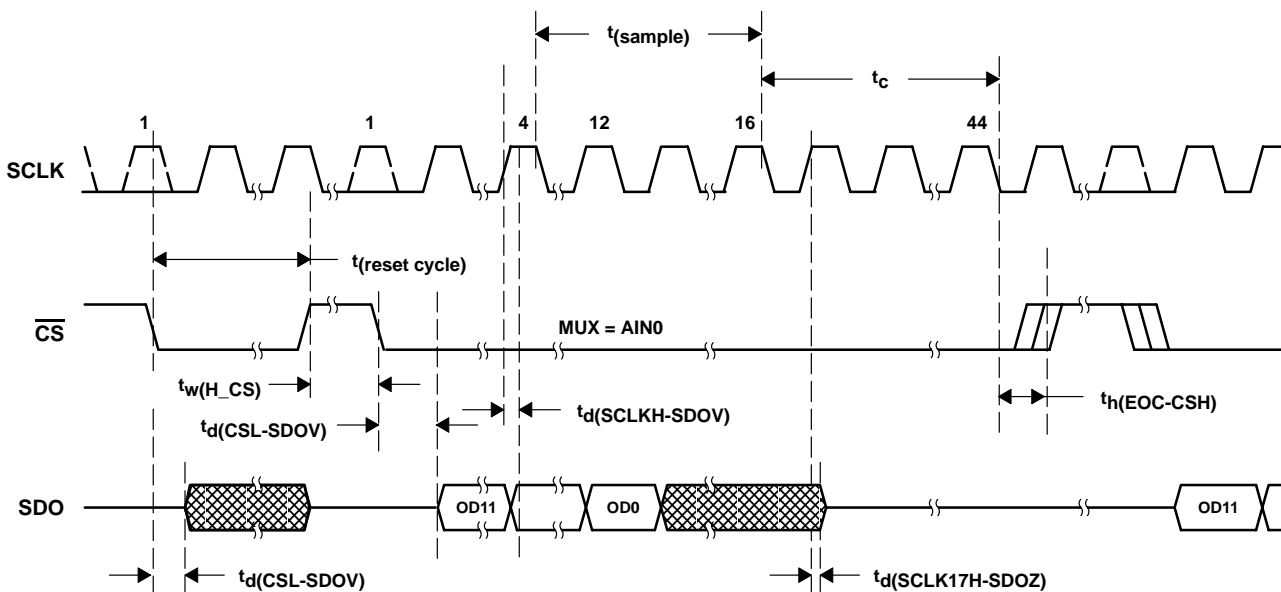 t(sample)
tc
1 1 4 12 16 44
SCLK
t(reset cycle)
CS
MUX = AIN0
tw(H_CS)
th(EOC-CSH)
td(SCLKH-SDOV)
td(CSL-SDOV)
SDO
OD11 OD0 OD11
td(CSL-SDOV)
td(SCLK17H-SDOZ)